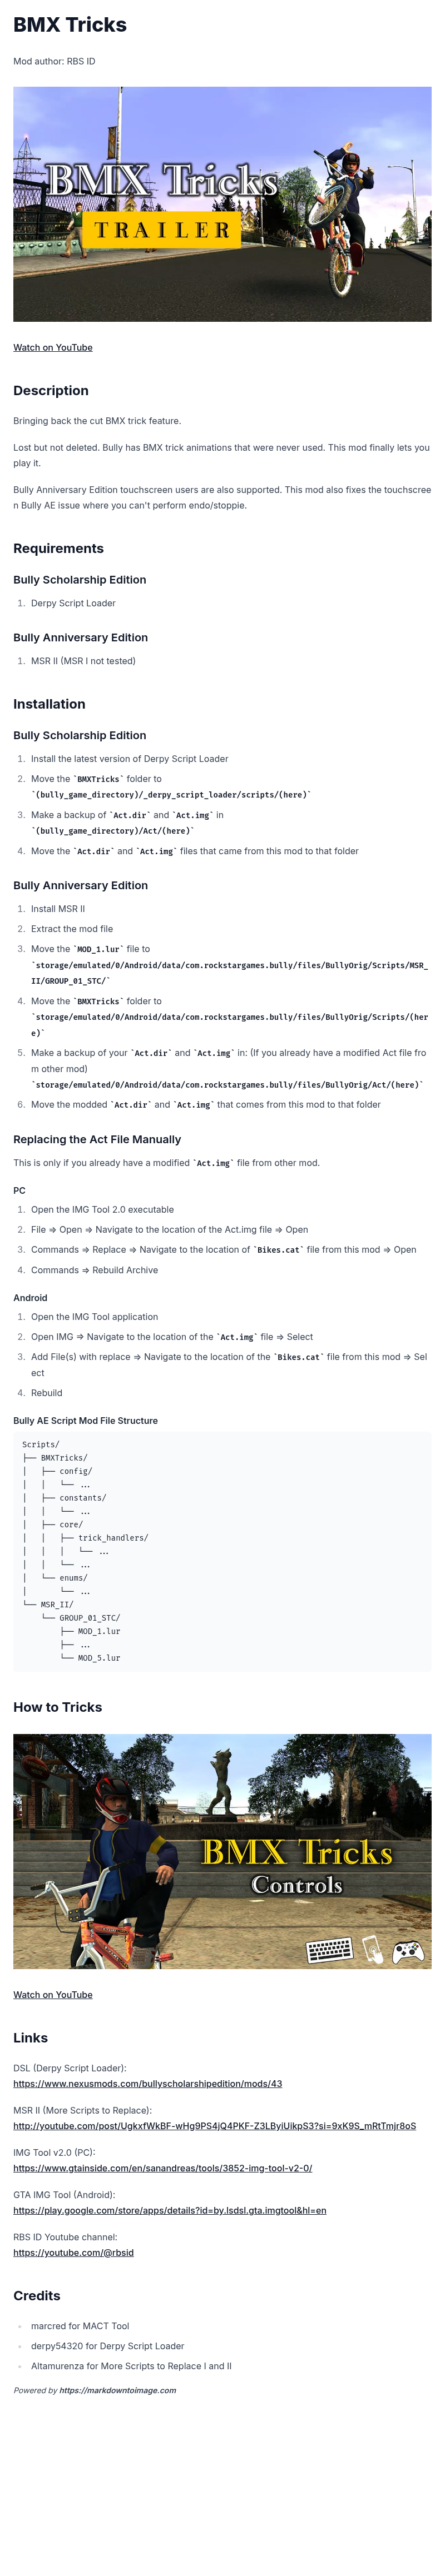 BMX Tricks
Mod author: RBS ID
BMX Tricks
TRAILER
Watch on YouTube
Description
Bringing back the cut BMX trick feature.
Lost but not deleted. Bully has BMX trick animations that were never used. This mod finally lets you
play it.
Bully Anniversary Edition touchscreen users are also supported. This mod also fixes the touchscree
n Bully AE issue where you can't perform endo/stoppie.
Requirements
Bully Scholarship Edition
1. Derpy Script Loader
Bully Anniversary Edition
1. MSR II (MSR I not tested)
Installation
Bully Scholarship Edition
1. Install the latest version of Derpy Script Loader
2. Move the `BMXTricks` folder to
`(bully_game_directory)/_derpy_script_loader/scripts/(here)`
3. Make a backup of `Act.dir` and `Act.img` in
`(bully_game_directory)/Act/(here)`
4. Move the `Act.dir` and `Act.img` files that came from this mod to that folder
Bully Anniversary Edition
1. Install MSR II
2. Extract the mod file
3. Move the `MOD_1.lur` file to
`storage/emulated/0/Android/data/com.rockstargames.bully/files/BullyOrig/Scripts/MSR_
II/GROUP_01_STC/`
4. Move the `BMXTricks` folder to
`storage/emulated/0/Android/data/com.rockstargames.bully/files/BullyOrig/Scripts/(her
e)`
5. Make a backup of your `Act.dir` and `Act.img` in: (If you already have a modified Act file fro
m other mod)
`storage/emulated/0/Android/data/com.rockstargames.bully/files/BullyOrig/Act/(here)`
6. Move the modded `Act.dir` and `Act.img` that comes from this mod to that folder
Replacing the Act File Manually
This is only if you already have a modified `Act.img` file from other mod.
PC
1. Open the IMG Tool 2.0 executable
2. File ⇒ Open ⇒ Navigate to the location of the Act.img file ⇒ Open
3. Commands ⇒ Replace ⇒ Navigate to the location of `Bikes.cat` file from this mod ⇒ Open
4. Commands ⇒ Rebuild Archive
Android
1. Open the IMG Tool application
2. Open IMG ⇒ Navigate to the location of the `Act.img` file ⇒ Select
3. Add File(s) with replace ⇒ Navigate to the location of the `Bikes.cat` file from this mod ⇒ Sel
ect
4. Rebuild
Bully AE Script Mod File Structure
Scripts/
├── BMXTricks/
│   ├── config/
│   │   └── ...
│   ├── constants/
│   │   └── ...
│   ├── core/
│   │   ├── trick_handlers/
│   │   │   └── ...
│   │   └── ...
│   └── enums/
│       └── ...
└── MSR_II/
    └── GROUP_01_STC/
        ├── MOD_1.lur
        ├── ...
        └── MOD_5.lur
How to Tricks
BMX Tricks
Controls
Watch on YouTube
Links
DSL (Derpy Script Loader):
https://www.nexusmods.com/bullyscholarshipedition/mods/43
MSR II (More Scripts to Replace):
http://youtube.com/post/UgkxfWkBF-wHg9PS4jQ4PKF-Z3LByiUikpS3?si=9xK9S_mRtTmjr8oS
IMG Tool v2.0 (PC):
https://www.gtainside.com/en/sanandreas/tools/3852-img-tool-v2-0/
GTA IMG Tool (Android):
https://play.google.com/store/apps/details?id=by.lsdsl.gta.imgtool&hl=en
RBS ID Youtube channel:
https://youtube.com/@rbsid
Credits
marcred for MACT Tool
derpy54320 for Derpy Script Loader
Altamurenza for More Scripts to Replace I and II
Powered by https://markdowntoimage.com